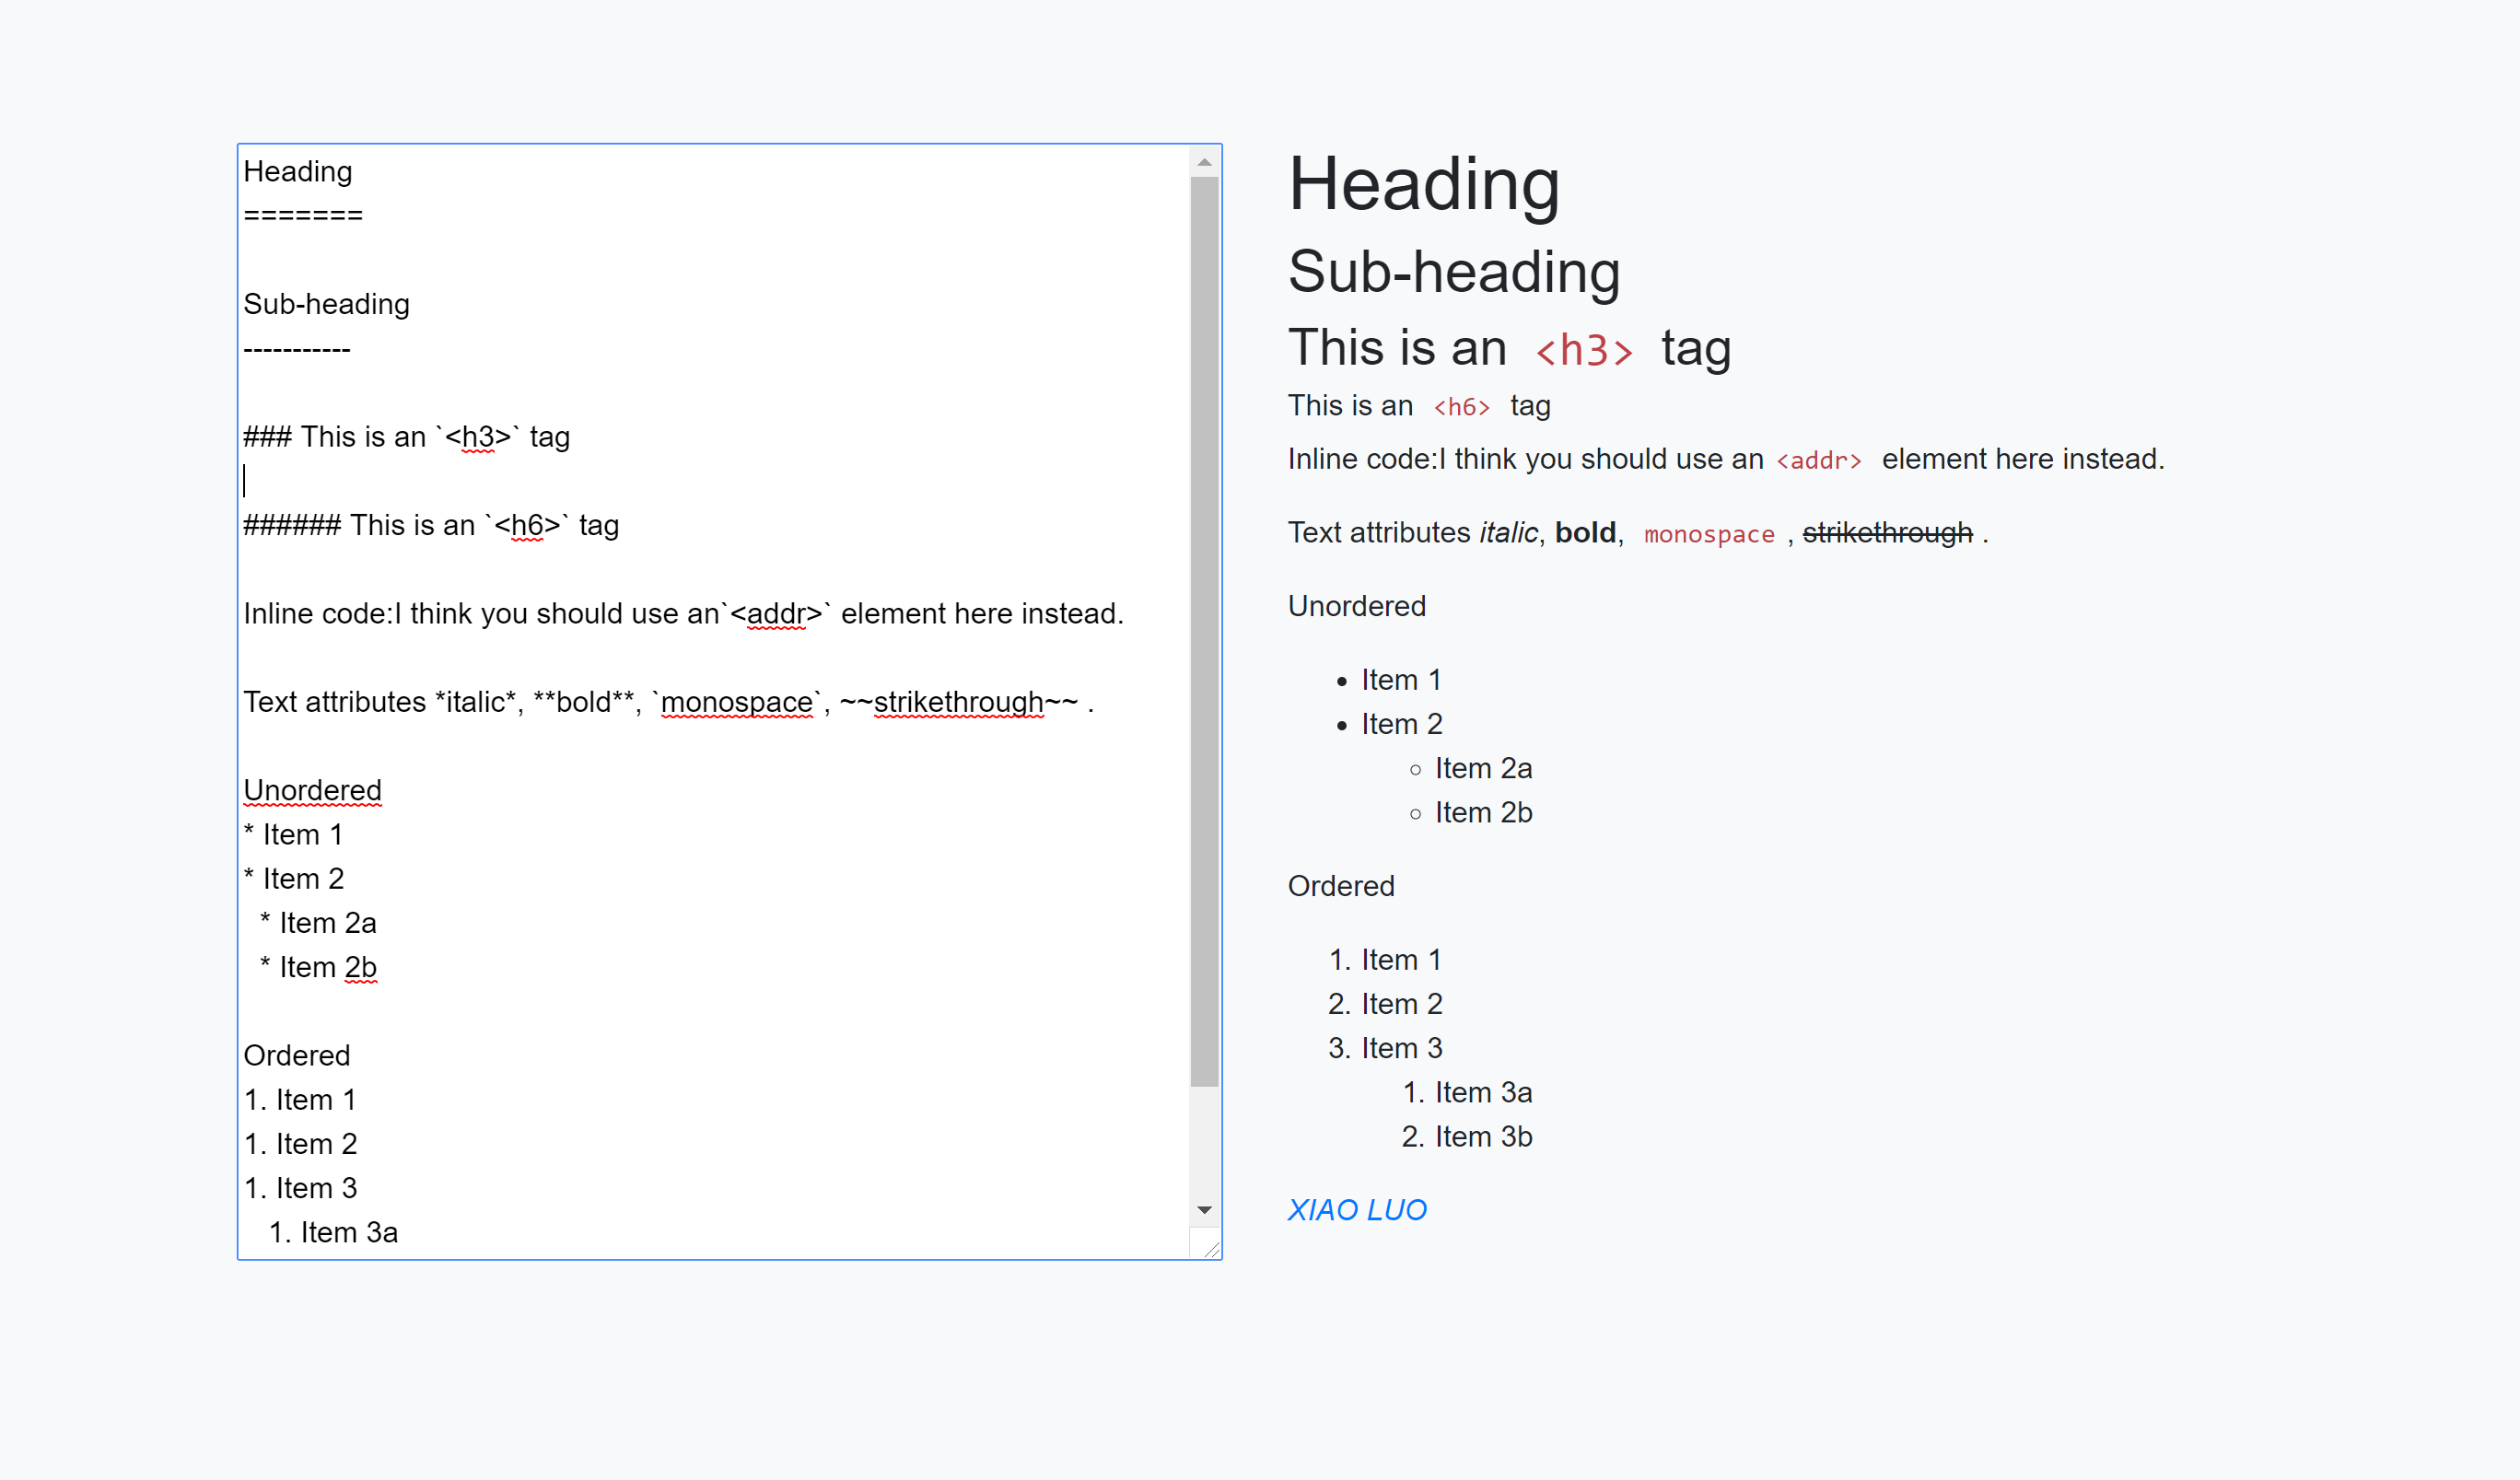 Heading
=======
Sub-heading
-----------
### This is an `<h3>` tag
###### This is an `<h6>` tag
Inline code:I think you should use an`<addr>` element here instead.
Text attributes *italic*, **bold**, `monospace`, ~~strikethrough~~ .
Unordered
* Item 1
* Item 2
  * Item 2a
  * Item 2b
Ordered
1. Item 1
1. Item 2
1. Item 3
   1. Item 3a
Heading
Sub-heading
This is an <h3> tag
This is an <h6> tag
Inline code:I think you should use an <addr> element here instead.
Text attributes italic, bold, monospace , strikethrough .
Unordered
• Item 1
• Item 2
◦ Item 2a
◦ Item 2b
Ordered
1. Item 1
2. Item 2
3. Item 3
1. Item 3a
2. Item 3b
XIAO LUO